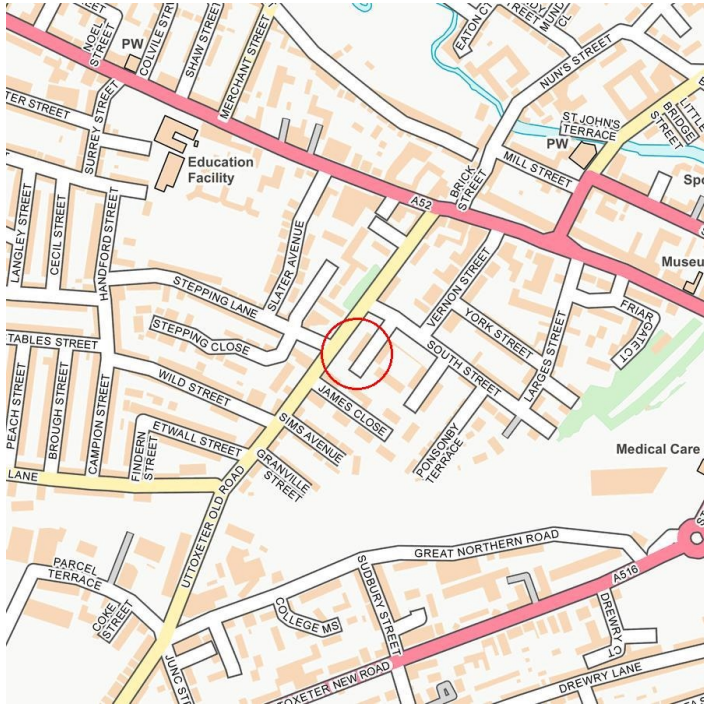 NOEL
STREET
PW
COLVILE STR
SHAW STREET
MERCHANT STREET
EATON CT
STREET
MUND
CL
NUN'S STREET
LITTLE
BRIDGE
STREET
TER STREET
SURREY STREET
Education
Facility
ST JOHN'S
TERRACE
PW
MILL STREET
BRICK
STREET
A52
Spo
Museu
LANGLEY STREET
CECIL STREET
HANDFORD STREET
SLATER AVENUE
STEPPING LANE
STEPPING CLOSE
VERNON STREET
YORK STREET
SOUTH STREET
LARGES STREET
FRIAR
GATE CT
TABLES STREET
PEACH STREET
BROUGH STREET
CAMPION STREET
WILD STREET
JAMES CLOSE
SIMS AVENUE
ETWALL STREET
FINDERN
STREET
GRANVILLE
STREET
PONSONBY
TERRACE
Medical Care
LANE
UTTOXETER OLD ROAD
GREAT NORTHERN ROAD
ST
PARCEL
TERRACE
COKE
STREET
SUDBURY STREET
A516
COLLEGE MS
DREWRY CT
JUNC STR
TOXETER NEW ROAD
DREWRY LANE